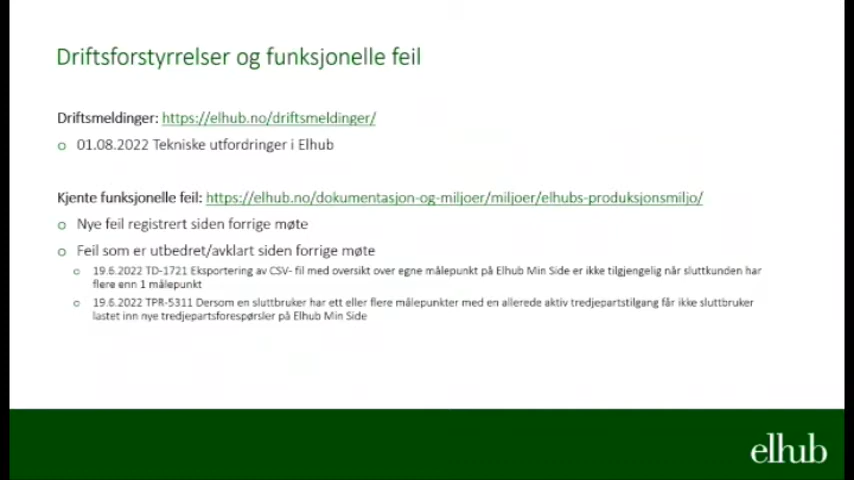 Driftsforstyrrelser og funksjonelle feil
Driftsmeldinger: https://elhub.no/driftsmeldinger/
o 01.08.2022 Tekniske utfordringer i Elhub
Kjente funksjonelle feil: https://elhub.no/dokumentasjon-og-miljoer/miljoer/elhubs-produksjonsmiljo/
o Nye feil registrert siden forrige møte
o Feil som er utbedret/avklart siden forrige møte
o 19.6.2022 TD-1721 Eksportering av CSV- fil med oversikt over egne målepunkt på Elhub Min Side er ikke tilgjengelig når sluttkunden har
flere enn 1 målepunkt
o 19.6.2022 TPR-5311 Dersom en sluttbruker har ett eller flere målepunkter med en allerede aktiv tredjepartstilgang får ikke sluttbruker
lastet inn nye tredjepartsforespørsler på Elhub Min Side
elhub